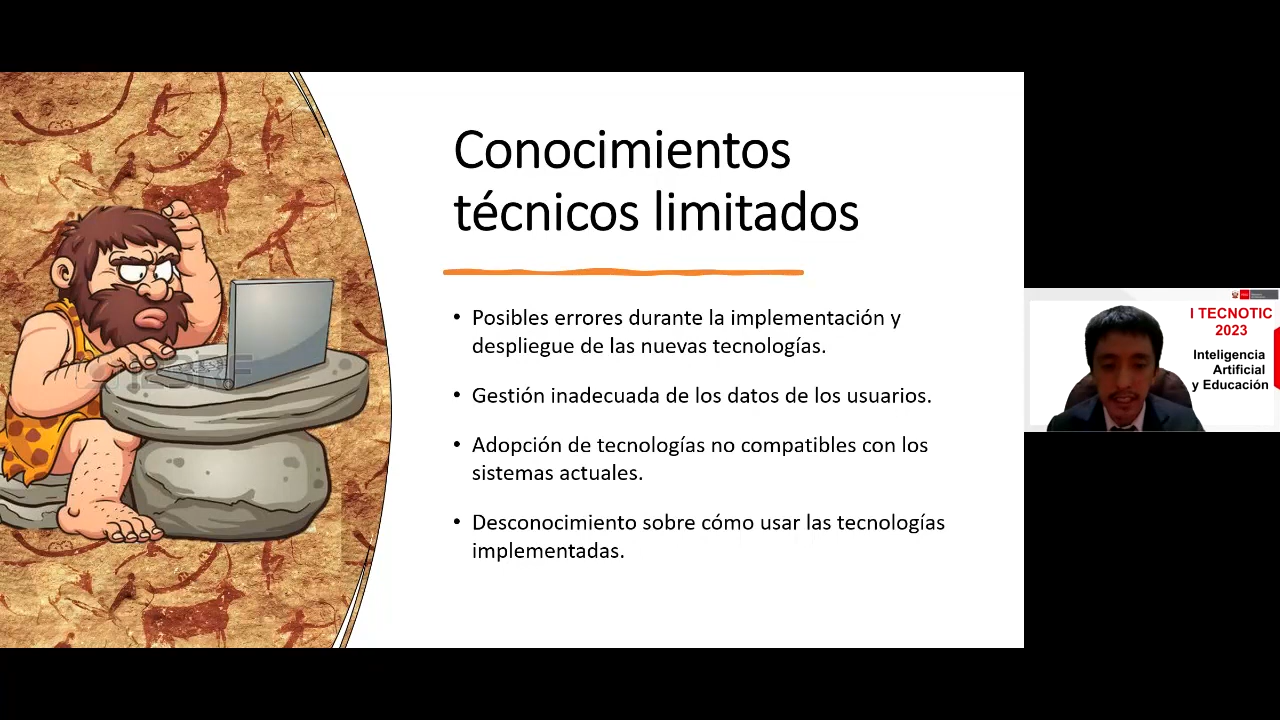 Conocimientos
técnicos limitados
• Posibles errores durante la implementación y
despliegue de las nuevas tecnologías.
• Gestión inadecuada de los datos de los usuarios.
• Adopción de tecnologías no compatibles con los
sistemas actuales.
• Desconocimiento sobre cómo usar las tecnologías
implementadas.
I TECNOTIC
2023
Inteligencia
Artificial
y Educación